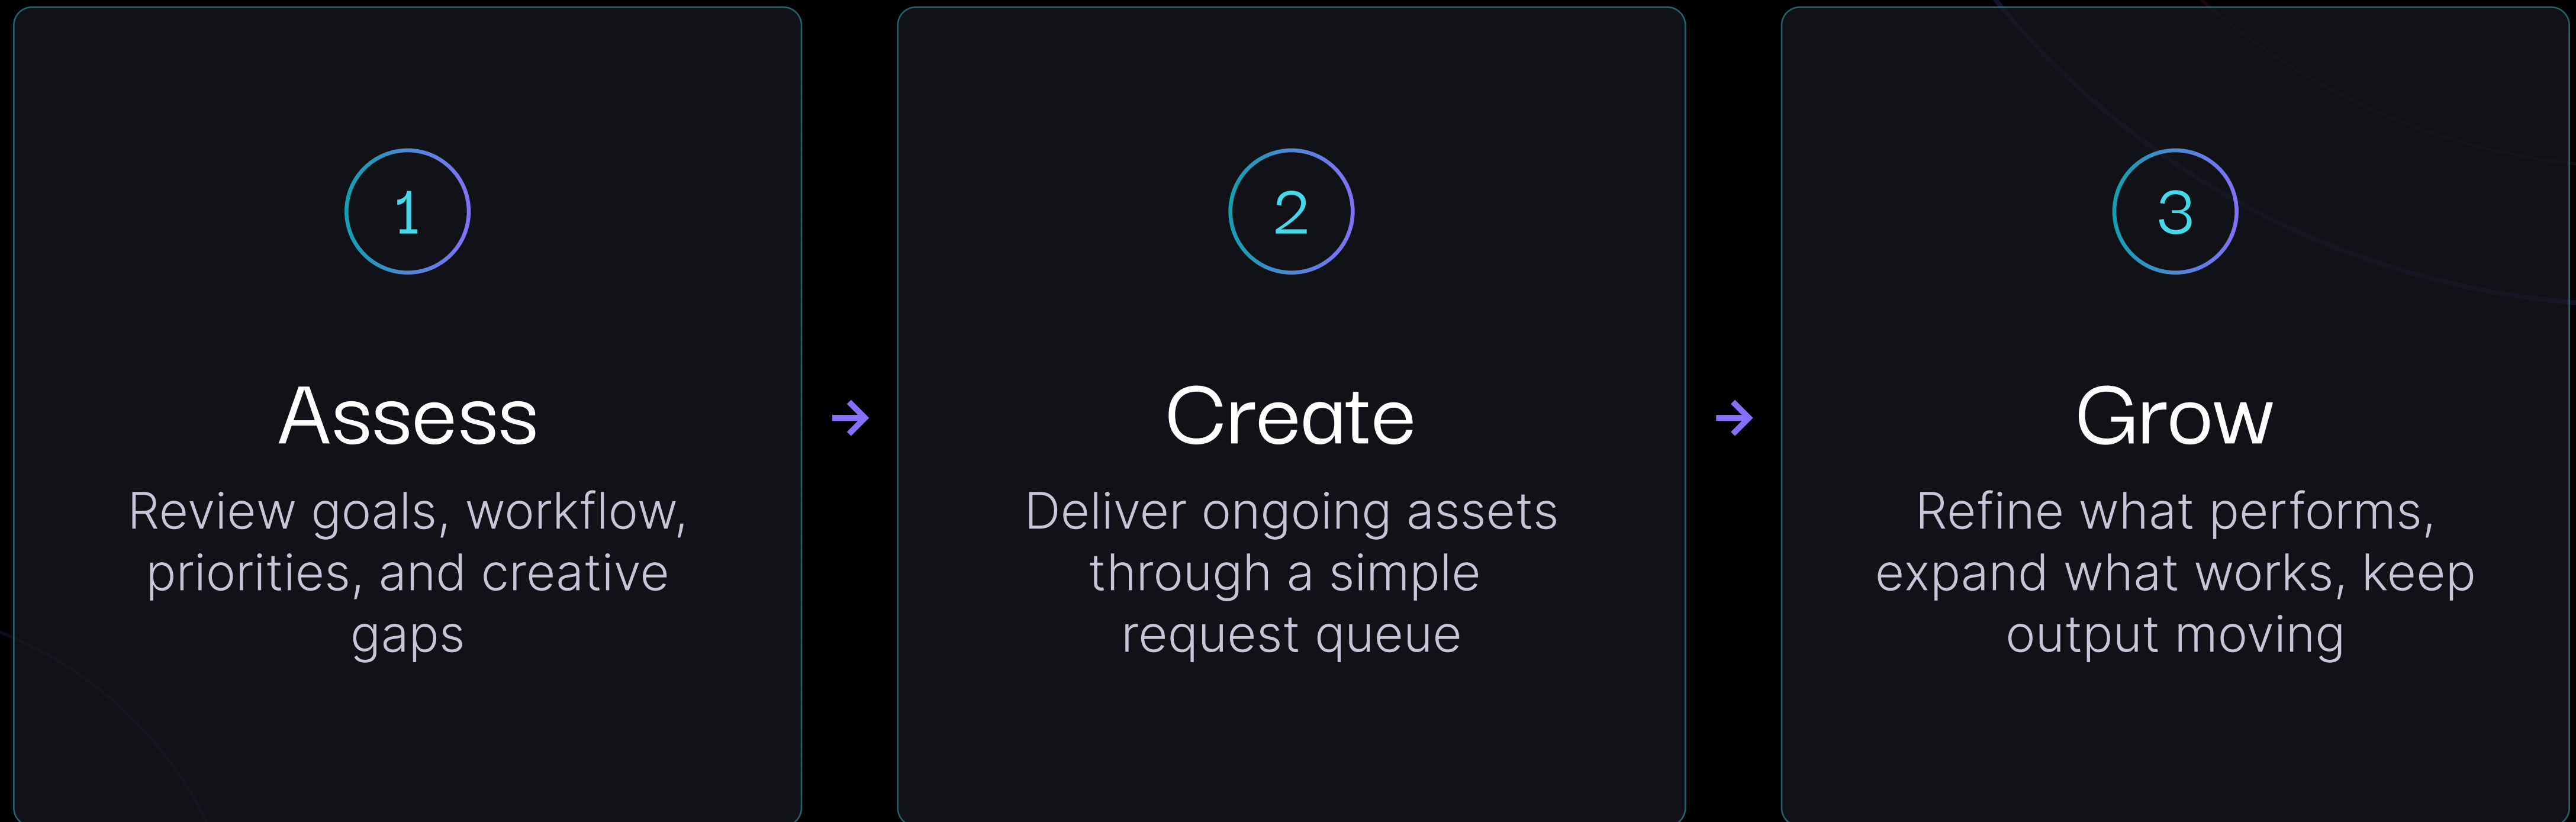 1
Assess
Review goals, workflow,
priorities, and creative
gaps
2
Create
Deliver ongoing assets
through a simple
request queue
3
Grow
Refine what performs,
expand what works, keep
output moving